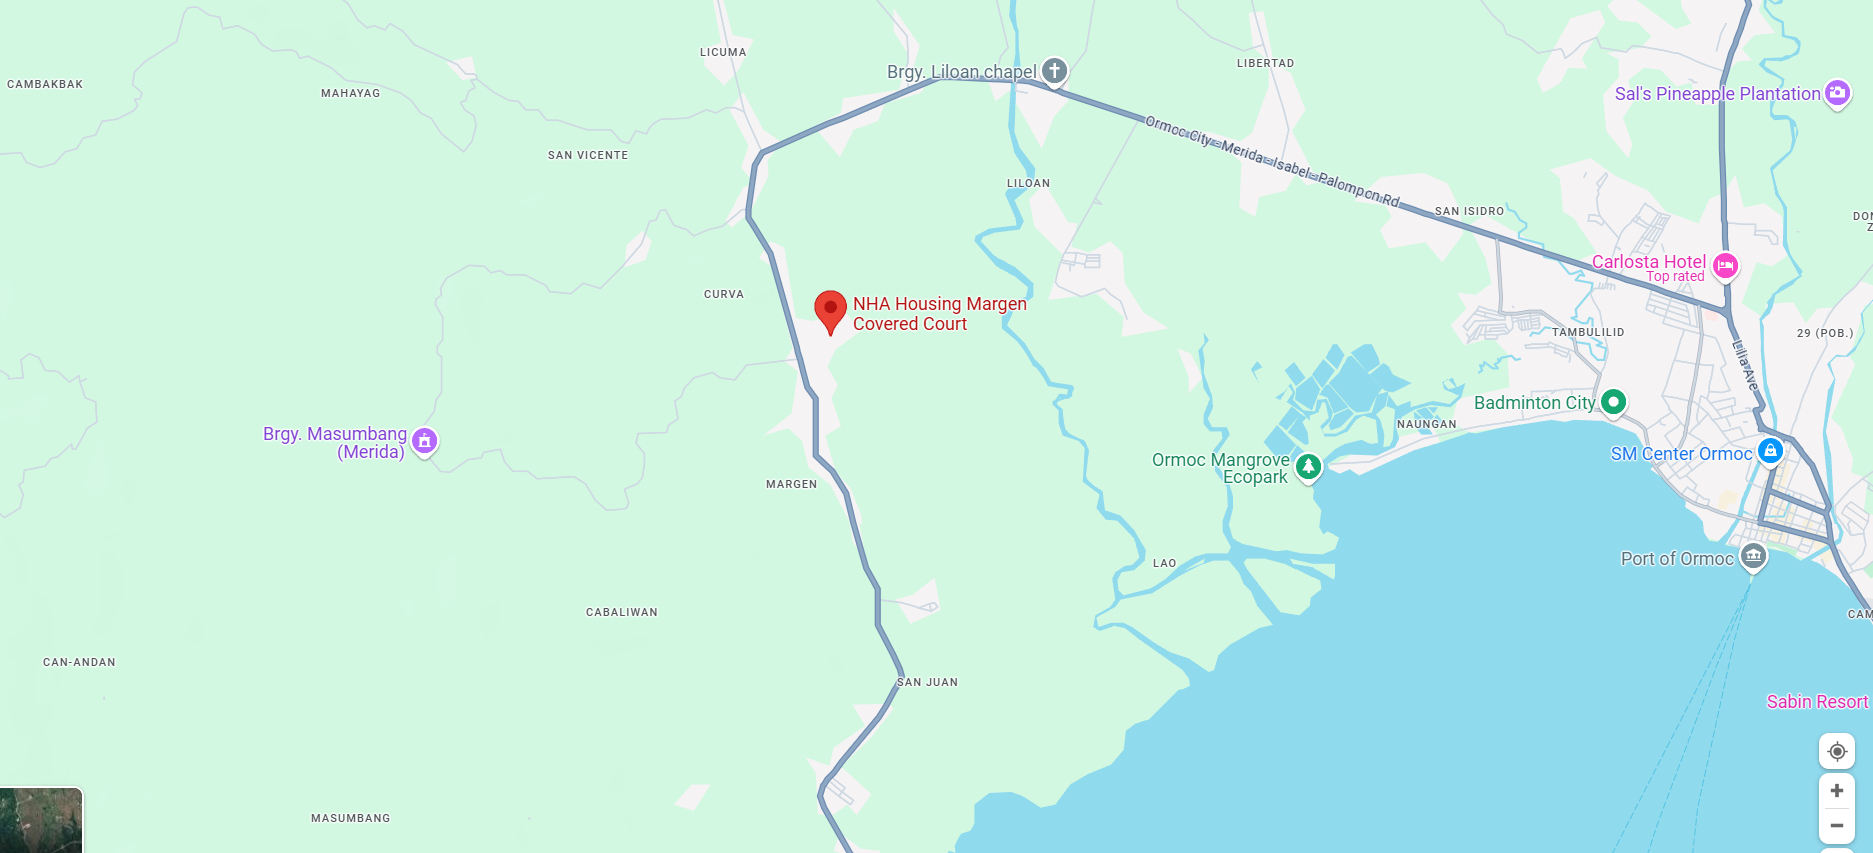 LICUMA
LIBERTAD
Brgy. Liloan chapel
CAMBAKBAK
MAHAYAG
Sal's Pineapple Plantation
Ormoc City - Merida - Isabel - Palompon Rd
SAN VICENTE
LILOAN
SAN ISIDRO
Carlosta Hotel
Top rated
CURVA
NHA Housing Margen
Covered Court
TAMBULILID
29 (POB.)
Lilia Ave
Badminton City
NAUNGAN
Brgy. Masumbang
(Merida)
SM Center Ormoc
Ormoc Mangrove
Ecopark
MARGEN
Port of Ormoc
LAO
CABALIWAN
CAM
CAN-ANDAN
SAN JUAN
Sabin Resort
MASUMBANG